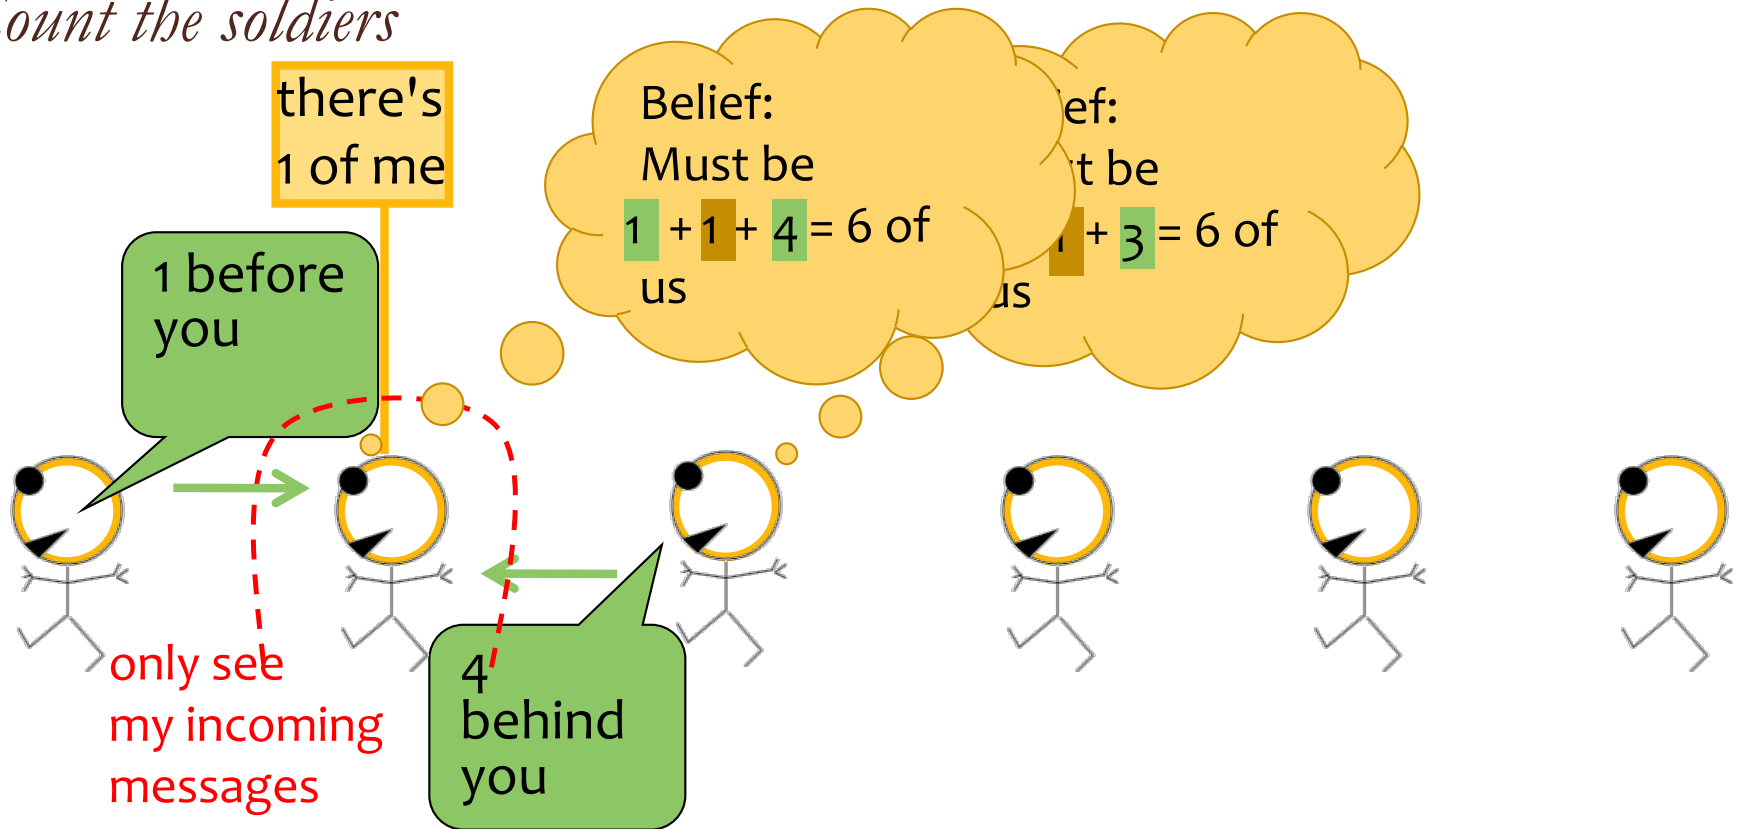 ount the soldiers
there's
1 of me
1 before
you
Belief:
Must be
1 + 1 + 4 = 6 of
us
ef:
t be
1 + 3 = 6 of
us
only see
my incoming
messages
4
behind
you